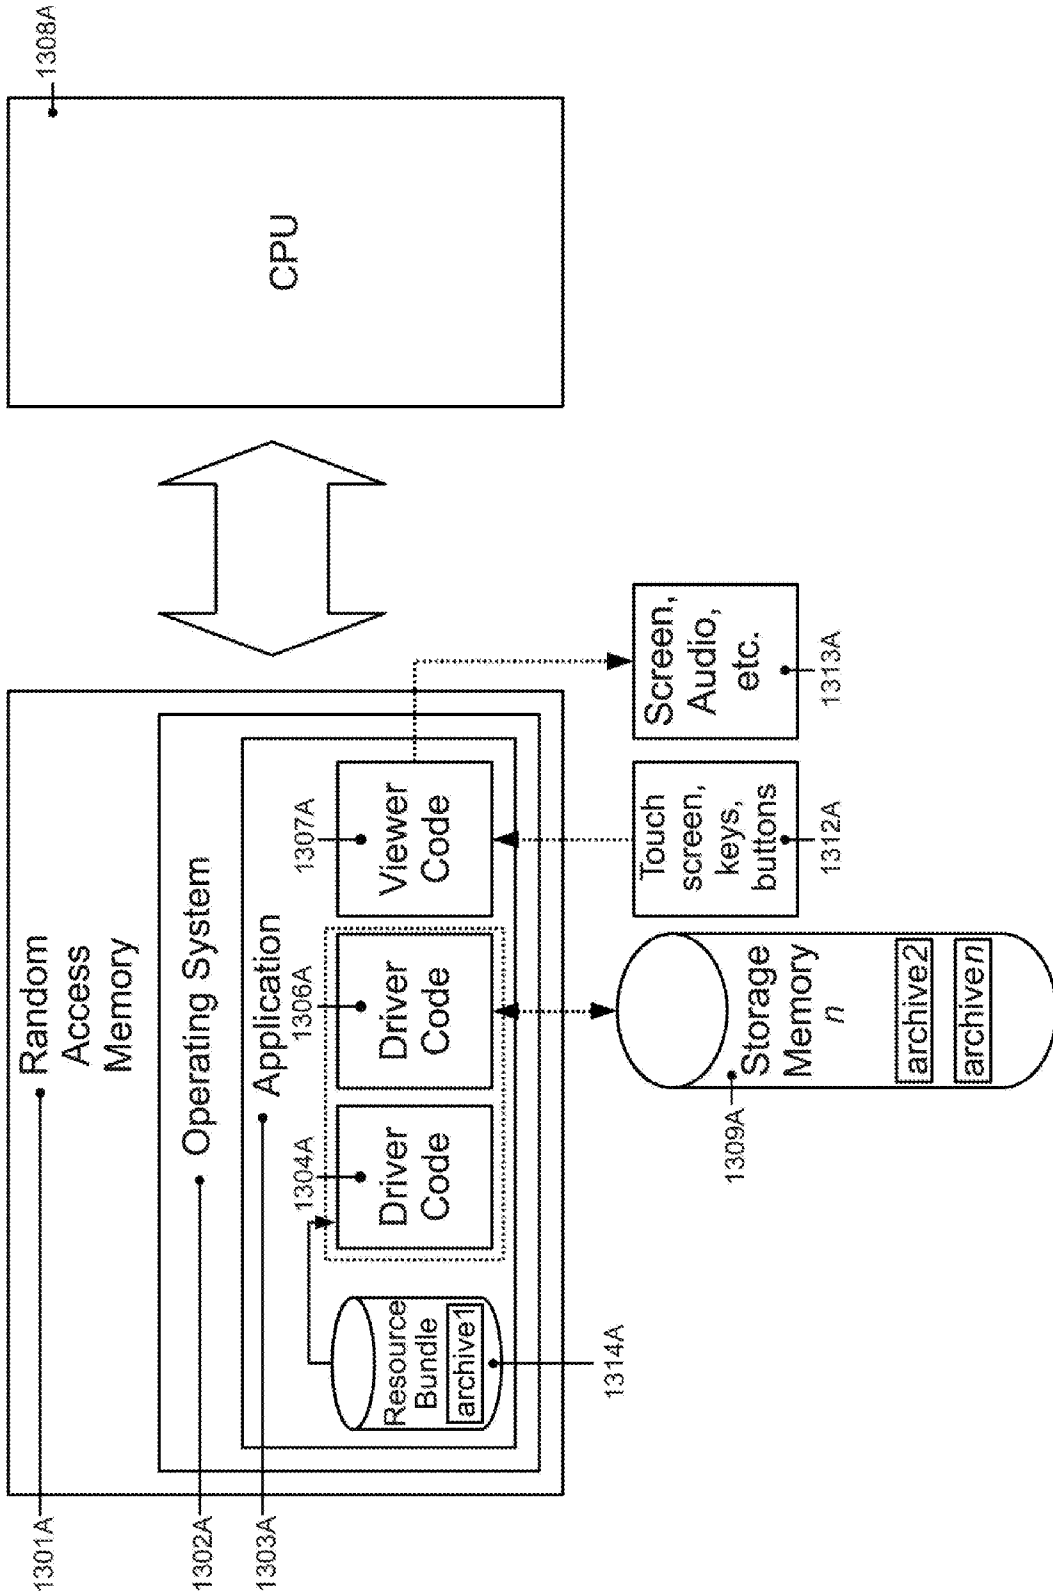 1301A
Random
Access
Memory
1302A
Operating System
1303A
Application
1304A
1306A
1307A
Resource
Bundle
archive1
Driver
Code
Driver
Code
Viewer
Code
1314A
1308A
CPU
1309A
Storage
Memory
n
archive2
archiven
Touch
screen,
keys,
buttons
1312A
Screen,
Audio,
etc.
1313A